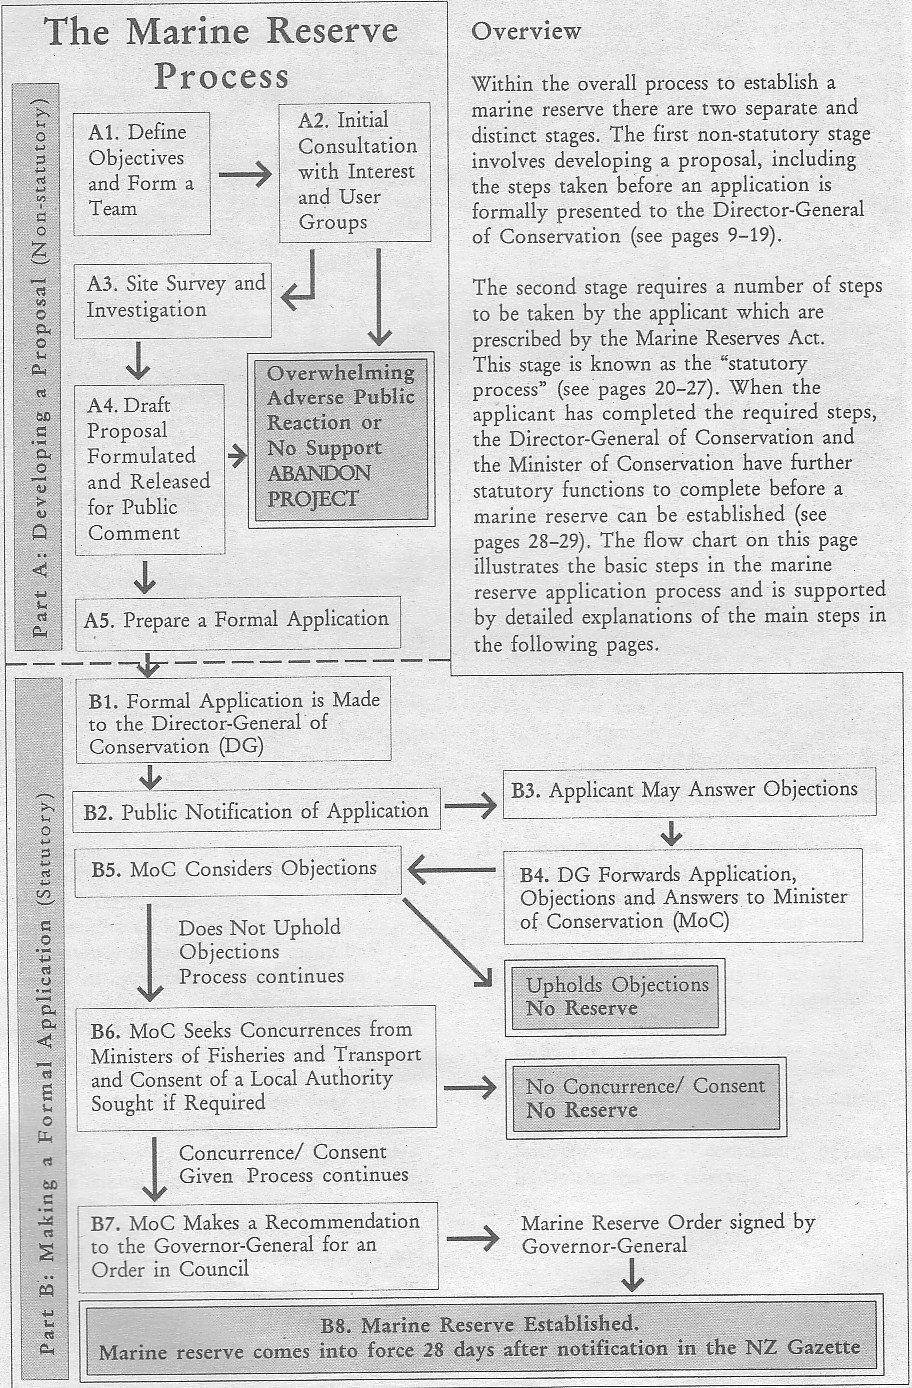 The Marine Reserve
Process
Part A: Developing a Proposal (Non-statutory)
A1. Define
Objectives
and Form a
Team
A2. Initial
Consultation
with Interest
and User
Groups
A3. Site Survey and
Investigation
A4. Draft
Proposal
Formulated
and Released
for Public
Comment
Overwhelming
Adverse Public
Reaction or
No Support
ABANDON
PROJECT
A5. Prepare a Formal Application
Overview
Within the overall process to establish a
marine reserve there are two separate and
distinct stages. The first non-statutory stage
involves developing a proposal, including
the steps taken before an application is
formally presented to the Director-General
of Conservation (see pages 9–19).
The second stage requires a number of steps
to be taken by the applicant which are
prescribed by the Marine Reserves Act.
This stage is known as the “statutory
process” (see pages 20–27). When the
applicant has completed the required steps,
the Director-General of Conservation and
the Minister of Conservation have further
statutory functions to complete before a
marine reserve can be established (see
pages 28–29). The flow chart on this page
illustrates the basic steps in the marine
reserve application process and is supported
by detailed explanations of the main steps in
the following pages.
Part B: Making a Formal Application (Statutory)
B1. Formal Application is Made
to the Director-General of
Conservation (DG)
B2. Public Notification of Application
B3. Applicant May Answer Objections
B4. DG Forwards Application,
Objections and Answers to Minister
of Conservation (MoC)
B5. MoC Considers Objections
Does Not Uphold
Objections
Process continues
Upholds Objections
No Reserve
B6. MoC Seeks Concurrences from
Ministers of Fisheries and Transport
and Consent of a Local Authority
Sought if Required
No Concurrence/ Consent
No Reserve
Concurrence/ Consent
Given Process continues
B7. MoC Makes a Recommendation
to the Governor-General for an
Order in Council
Marine Reserve Order signed by
Governor-General
B8. Marine Reserve Established.
Marine reserve comes into force 28 days after notification in the NZ Gazette